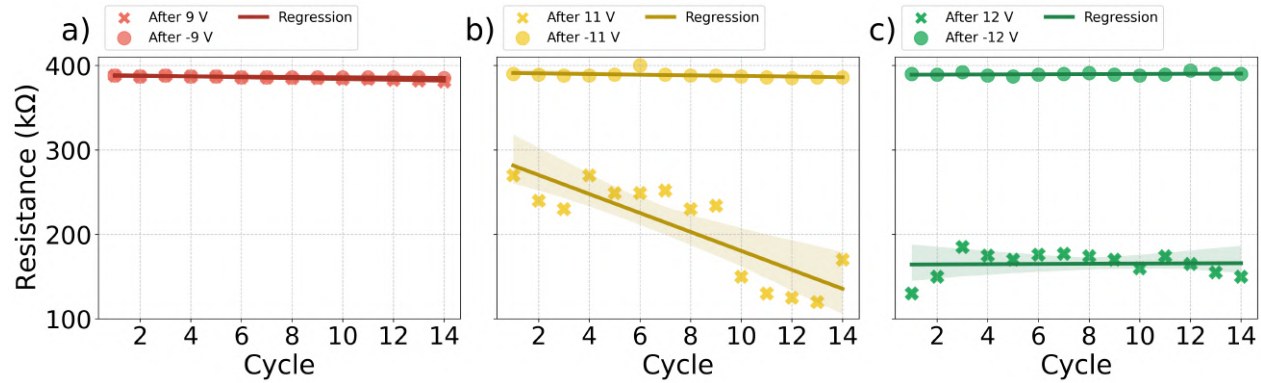 a)
After 9 V
Regression
After -9 V
b)
After 11 V
Regression
After -11 V
c)
After 12 V
Regression
After -12 V
Resistance (kΩ)
400
300
200
100
2 4 6 8 10 12 14
Cycle
2 4 6 8 10 12 14
Cycle
2 4 6 8 10 12 14
Cycle